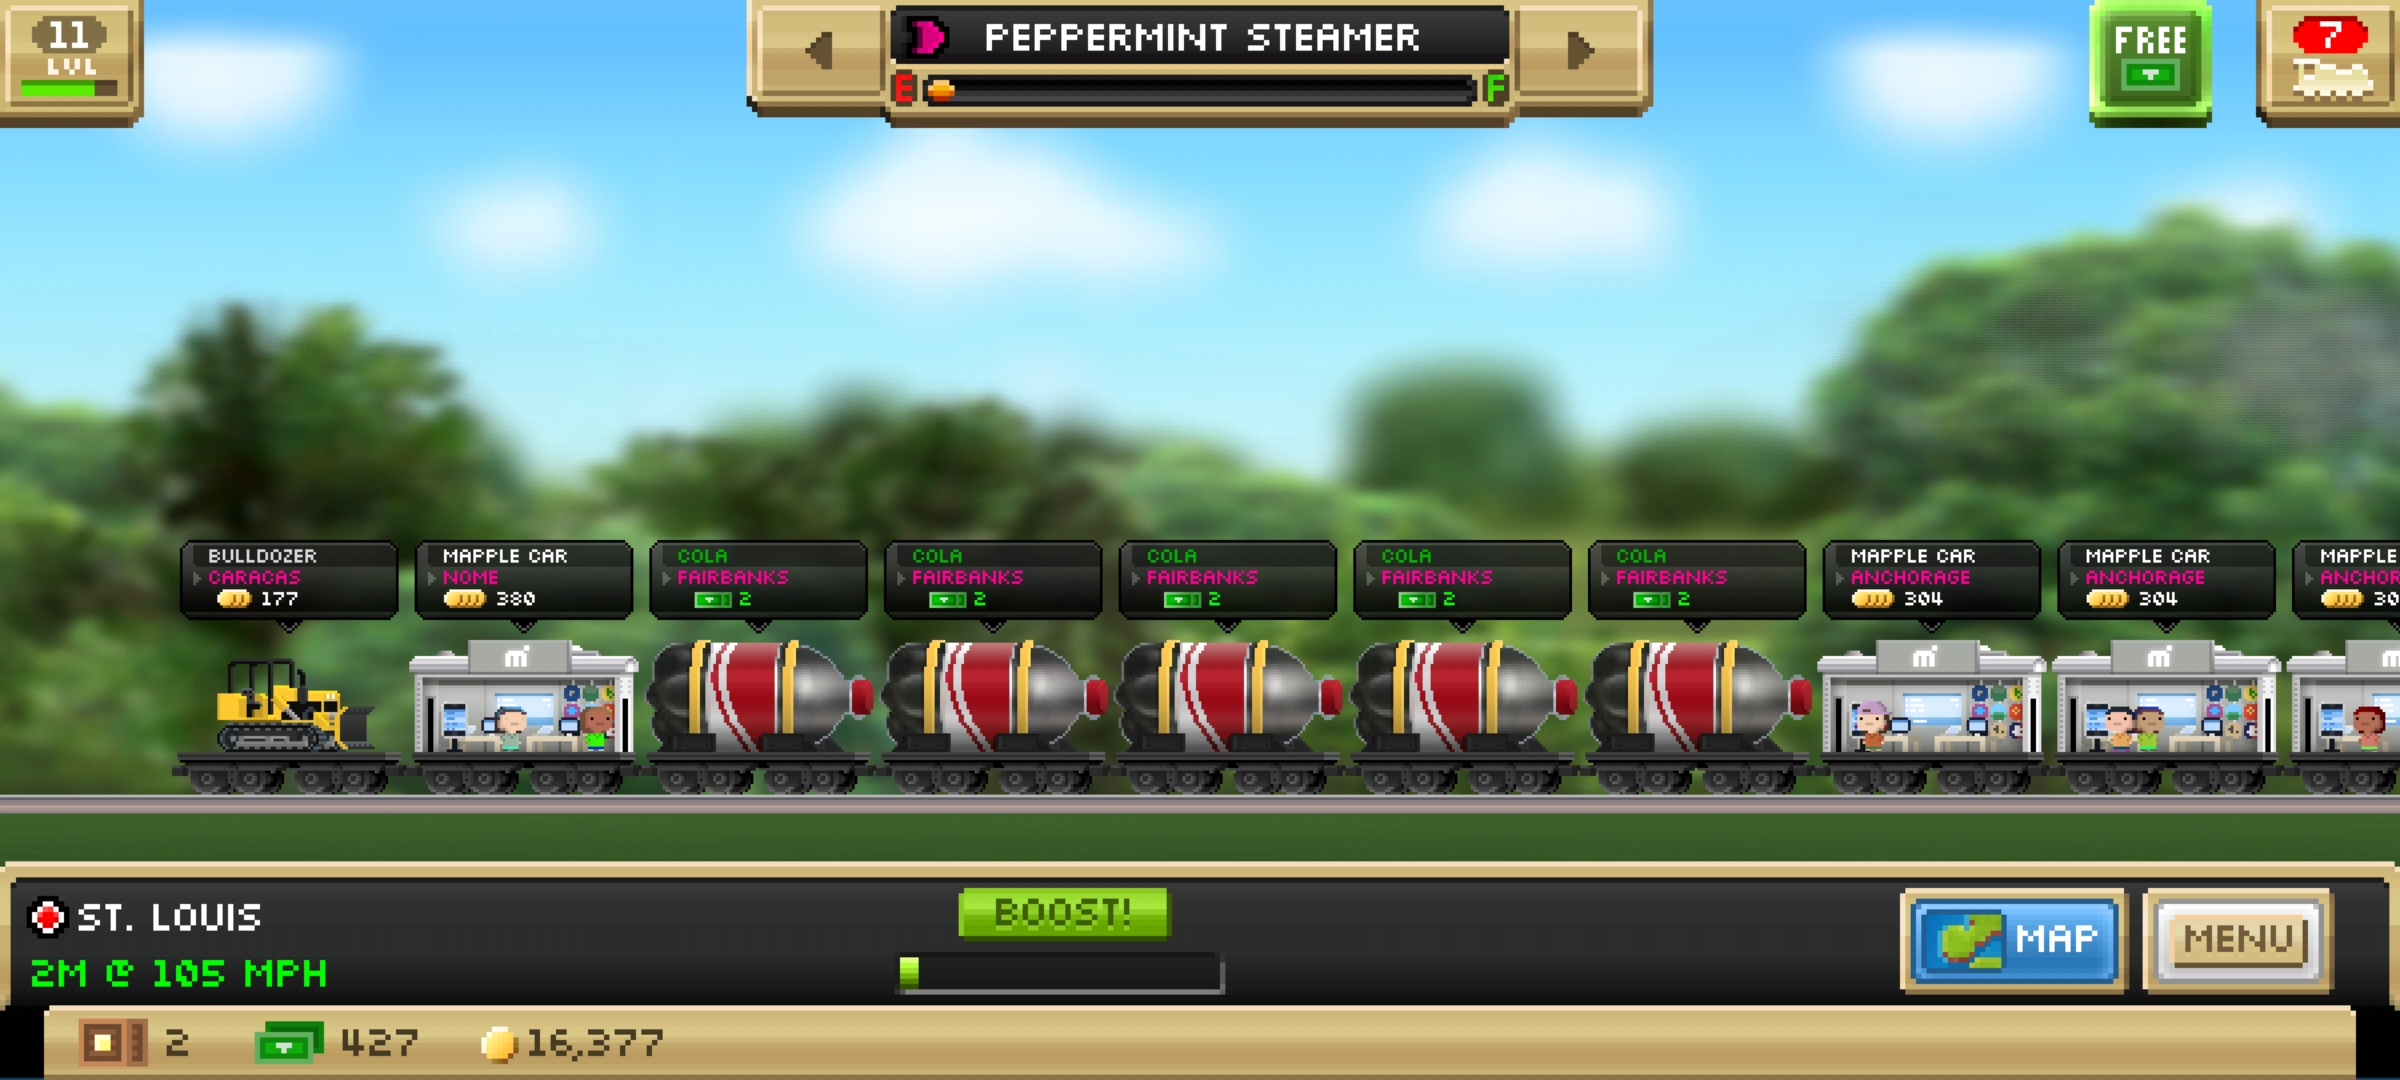 11
LVL
PEPPERMINT STEAMER
E F
FREE
7
BULLDOZER
CARACAS
177
MAPPLE CAR
NOME
380
COLA
FAIRBANKS
2
COLA
FAIRBANKS
2
COLA
FAIRBANKS
2
COLA
FAIRBANKS
2
COLA
FAIRBANKS
2
MAPPLE CAR
ANCHORAGE
304
MAPPLE CAR
ANCHORAGE
304
MAPPLE
ANCHOR
30
m
m
m
ST. LOUIS
2M @ 105 MPH
BOOST!
MAP
MENU
2 427 16,377